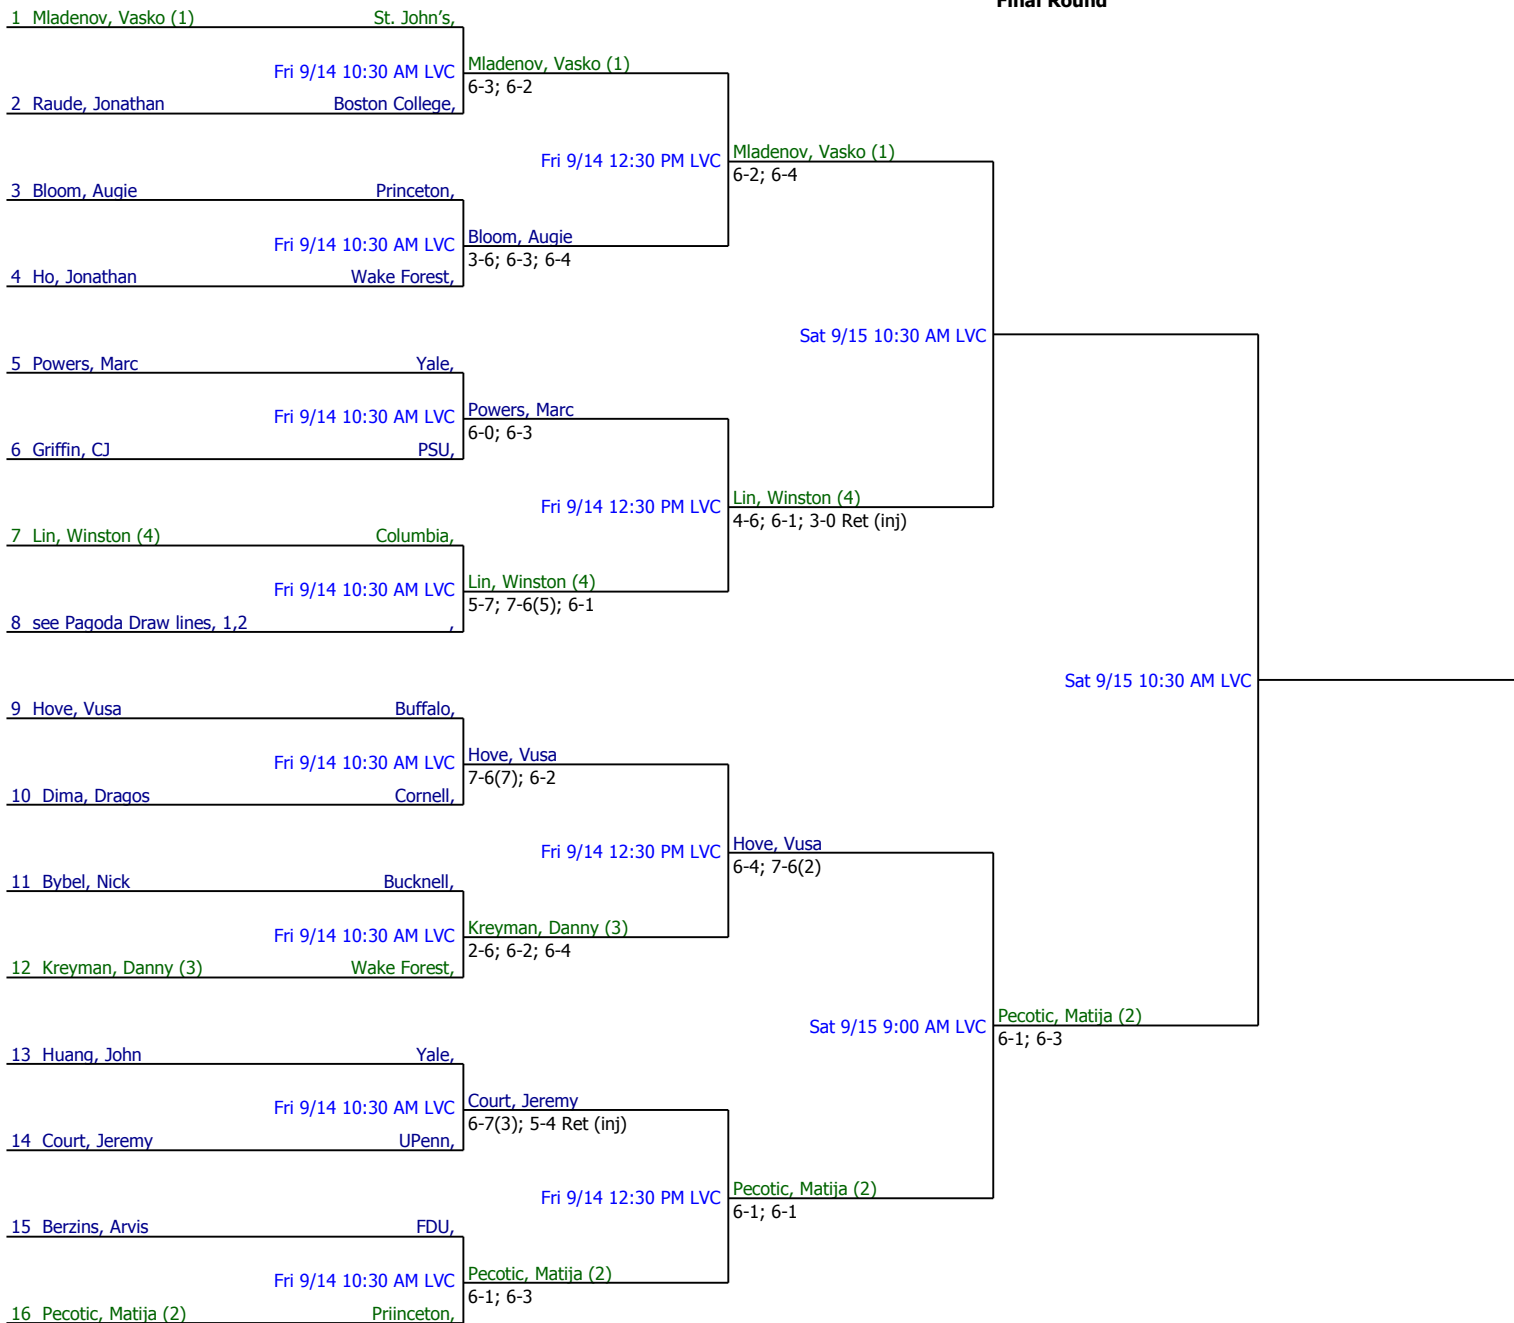 Final Round
1 Mladenov, Vasko (1) St. John's,
Fri 9/14 10:30 AM LVC Mladenov, Vasko (1)
6-3; 6-2
2 Raude, Jonathan Boston College,
Fri 9/14 12:30 PM LVC Mladenov, Vasko (1)
6-2; 6-4
3 Bloom, Augie Princeton,
Fri 9/14 10:30 AM LVC Bloom, Augie
3-6; 6-3; 6-4
4 Ho, Jonathan Wake Forest,
Sat 9/15 10:30 AM LVC
5 Powers, Marc Yale,
Fri 9/14 10:30 AM LVC Powers, Marc
6-0; 6-3
6 Griffin, CJ PSU,
Fri 9/14 12:30 PM LVC Lin, Winston (4)
4-6; 6-1; 3-0 Ret (inj)
7 Lin, Winston (4) Columbia,
Fri 9/14 10:30 AM LVC Lin, Winston (4)
5-7; 7-6(5); 6-1
8 see Pagoda Draw lines, 1,2 ,
Sat 9/15 10:30 AM LVC
9 Hove, Vusa Buffalo,
Fri 9/14 10:30 AM LVC Hove, Vusa
7-6(7); 6-2
10 Dima, Dragos Cornell,
Fri 9/14 12:30 PM LVC Hove, Vusa
6-4; 7-6(2)
11 Bybel, Nick Bucknell,
Fri 9/14 10:30 AM LVC Kreyman, Danny (3)
2-6; 6-2; 6-4
12 Kreyman, Danny (3) Wake Forest,
Sat 9/15 9:00 AM LVC Pecotic, Matija (2)
6-1; 6-3
13 Huang, John Yale,
Fri 9/14 10:30 AM LVC Court, Jeremy
6-7(3); 5-4 Ret (inj)
14 Court, Jeremy UPenn,
Fri 9/14 12:30 PM LVC Pecotic, Matija (2)
6-1; 6-1
15 Berzins, Arvis FDU,
Fri 9/14 10:30 AM LVC Pecotic, Matija (2)
6-1; 6-3
16 Pecotic, Matija (2) Priinceton,